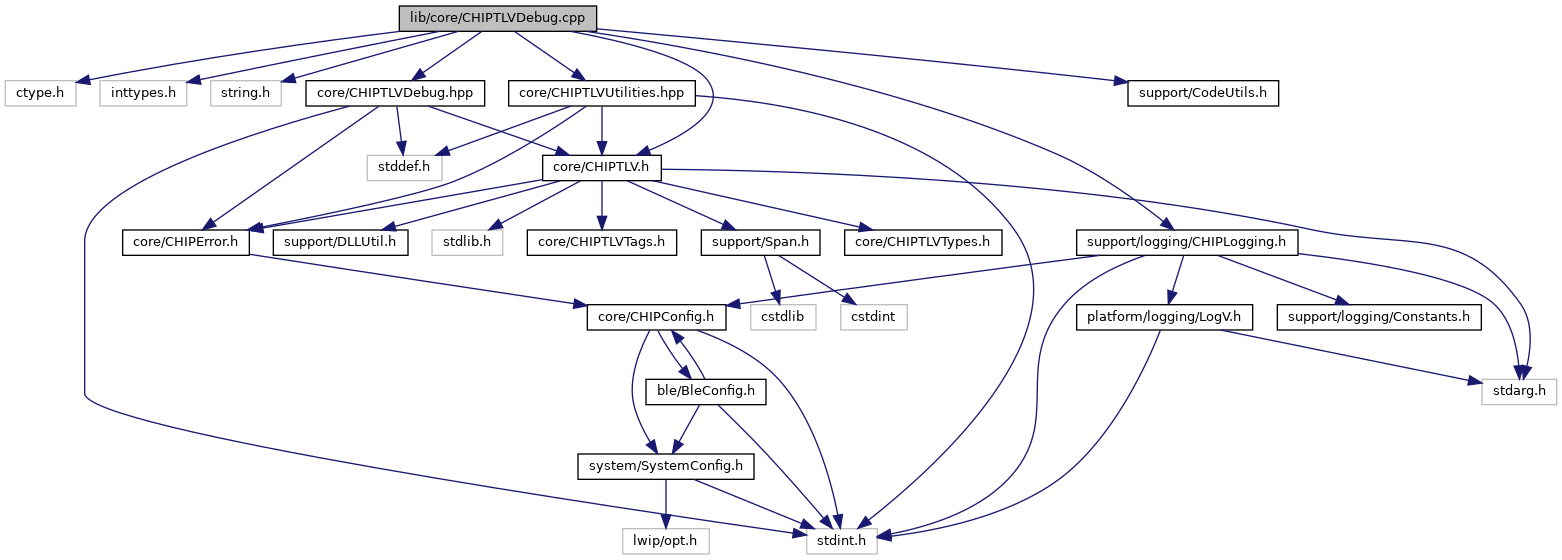 lib/core/CHIPTLVDebug.cpp
ctype.h
inttypes.h
string.h
core/CHIPTLVDebug.hpp
core/CHIPTLVUtilities.hpp
support/CodeUtils.h
stddef.h
core/CHIPTLV.h
core/CHIPError.h
support/DLLUtil.h
stdlib.h
core/CHIPTLVTags.h
support/Span.h
core/CHIPTLVTypes.h
support/logging/CHIPLogging.h
core/CHIPConfig.h
cstdlib
cstdint
platform/logging/LogV.h
support/logging/Constants.h
ble/BleConfig.h
stdarg.h
system/SystemConfig.h
lwip/opt.h
stdint.h